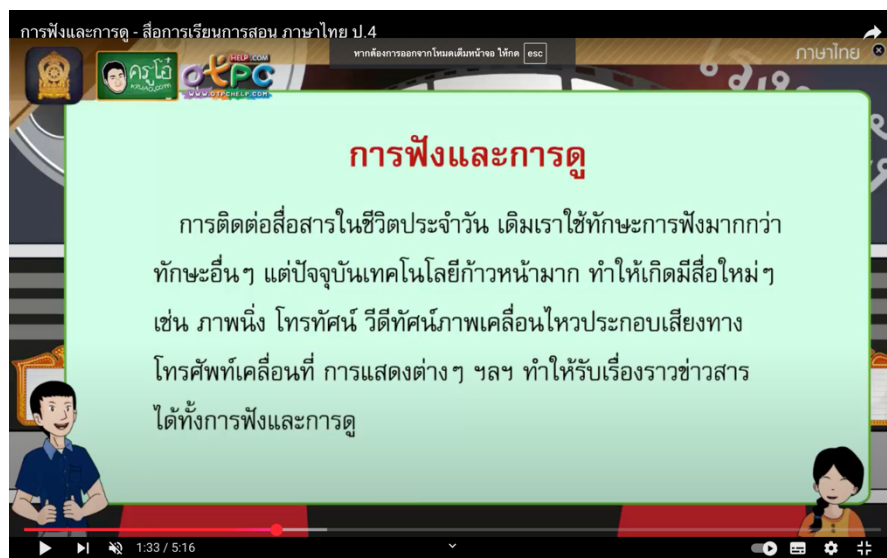 การฟังและการดู - สื่อการเรียนการสอน ภาษาไทย ป.4
หากต้องการออกจากโหมดเต็มหน้าจอ ให้กด esc
ภาษาไทย
ครูโอ๋
KRUAO.COM
HELP.COM
OTPC
WWW.OTPCHELP.COM
การฟังและการดู
การติดต่อสื่อสารในชีวิตประจำวัน เดิมเราใช้ทักษะการฟังมากกว่า
ทักษะอื่นๆ แต่ปัจจุบันเทคโนโลยีก้าวหน้ามาก ทำให้เกิดมีสื่อใหม่ๆ
เช่น ภาพนิ่ง โทรทัศน์ วีดีทัศน์ภาพเคลื่อนไหวประกอบเสียงทาง
โทรศัพท์เคลื่อนที่ การแสดงต่างๆ ฯลฯ ทำให้รับเรื่องราวข่าวสาร
ได้ทั้งการฟังและการดู
1:33 / 5:16